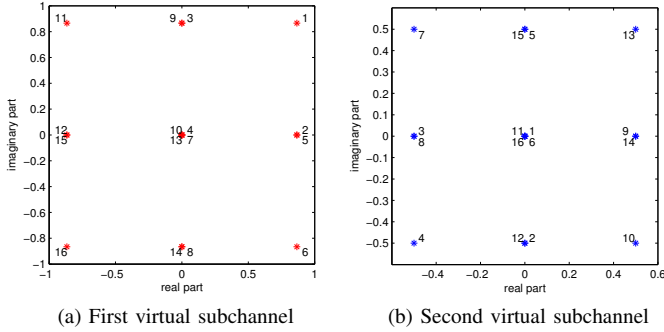 11 9 3 1
12 10 4 2
15 13 7 5
16 14 8 6
1
0.8
0.6
0.4
0.2
0
−0.2
−0.4
−0.6
−0.8
−1
−1 −0.5 0 0.5 1
real part
imaginary part
(a) First virtual subchannel
7 15 5 13
3 11 1 9
8 16 6 14
4 12 2 10
0.5
0.4
0.3
0.2
0.1
0
−0.1
−0.2
−0.3
−0.4
−0.5
−0.4 −0.2 0 0.2 0.4 0.6
real part
imaginary part
(b) Second virtual subchannel